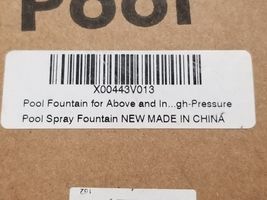 Pool
X00443V013
Pool Fountain for Above and In...gh-Pressure
Pool Spray Fountain NEW MADE IN CHINA